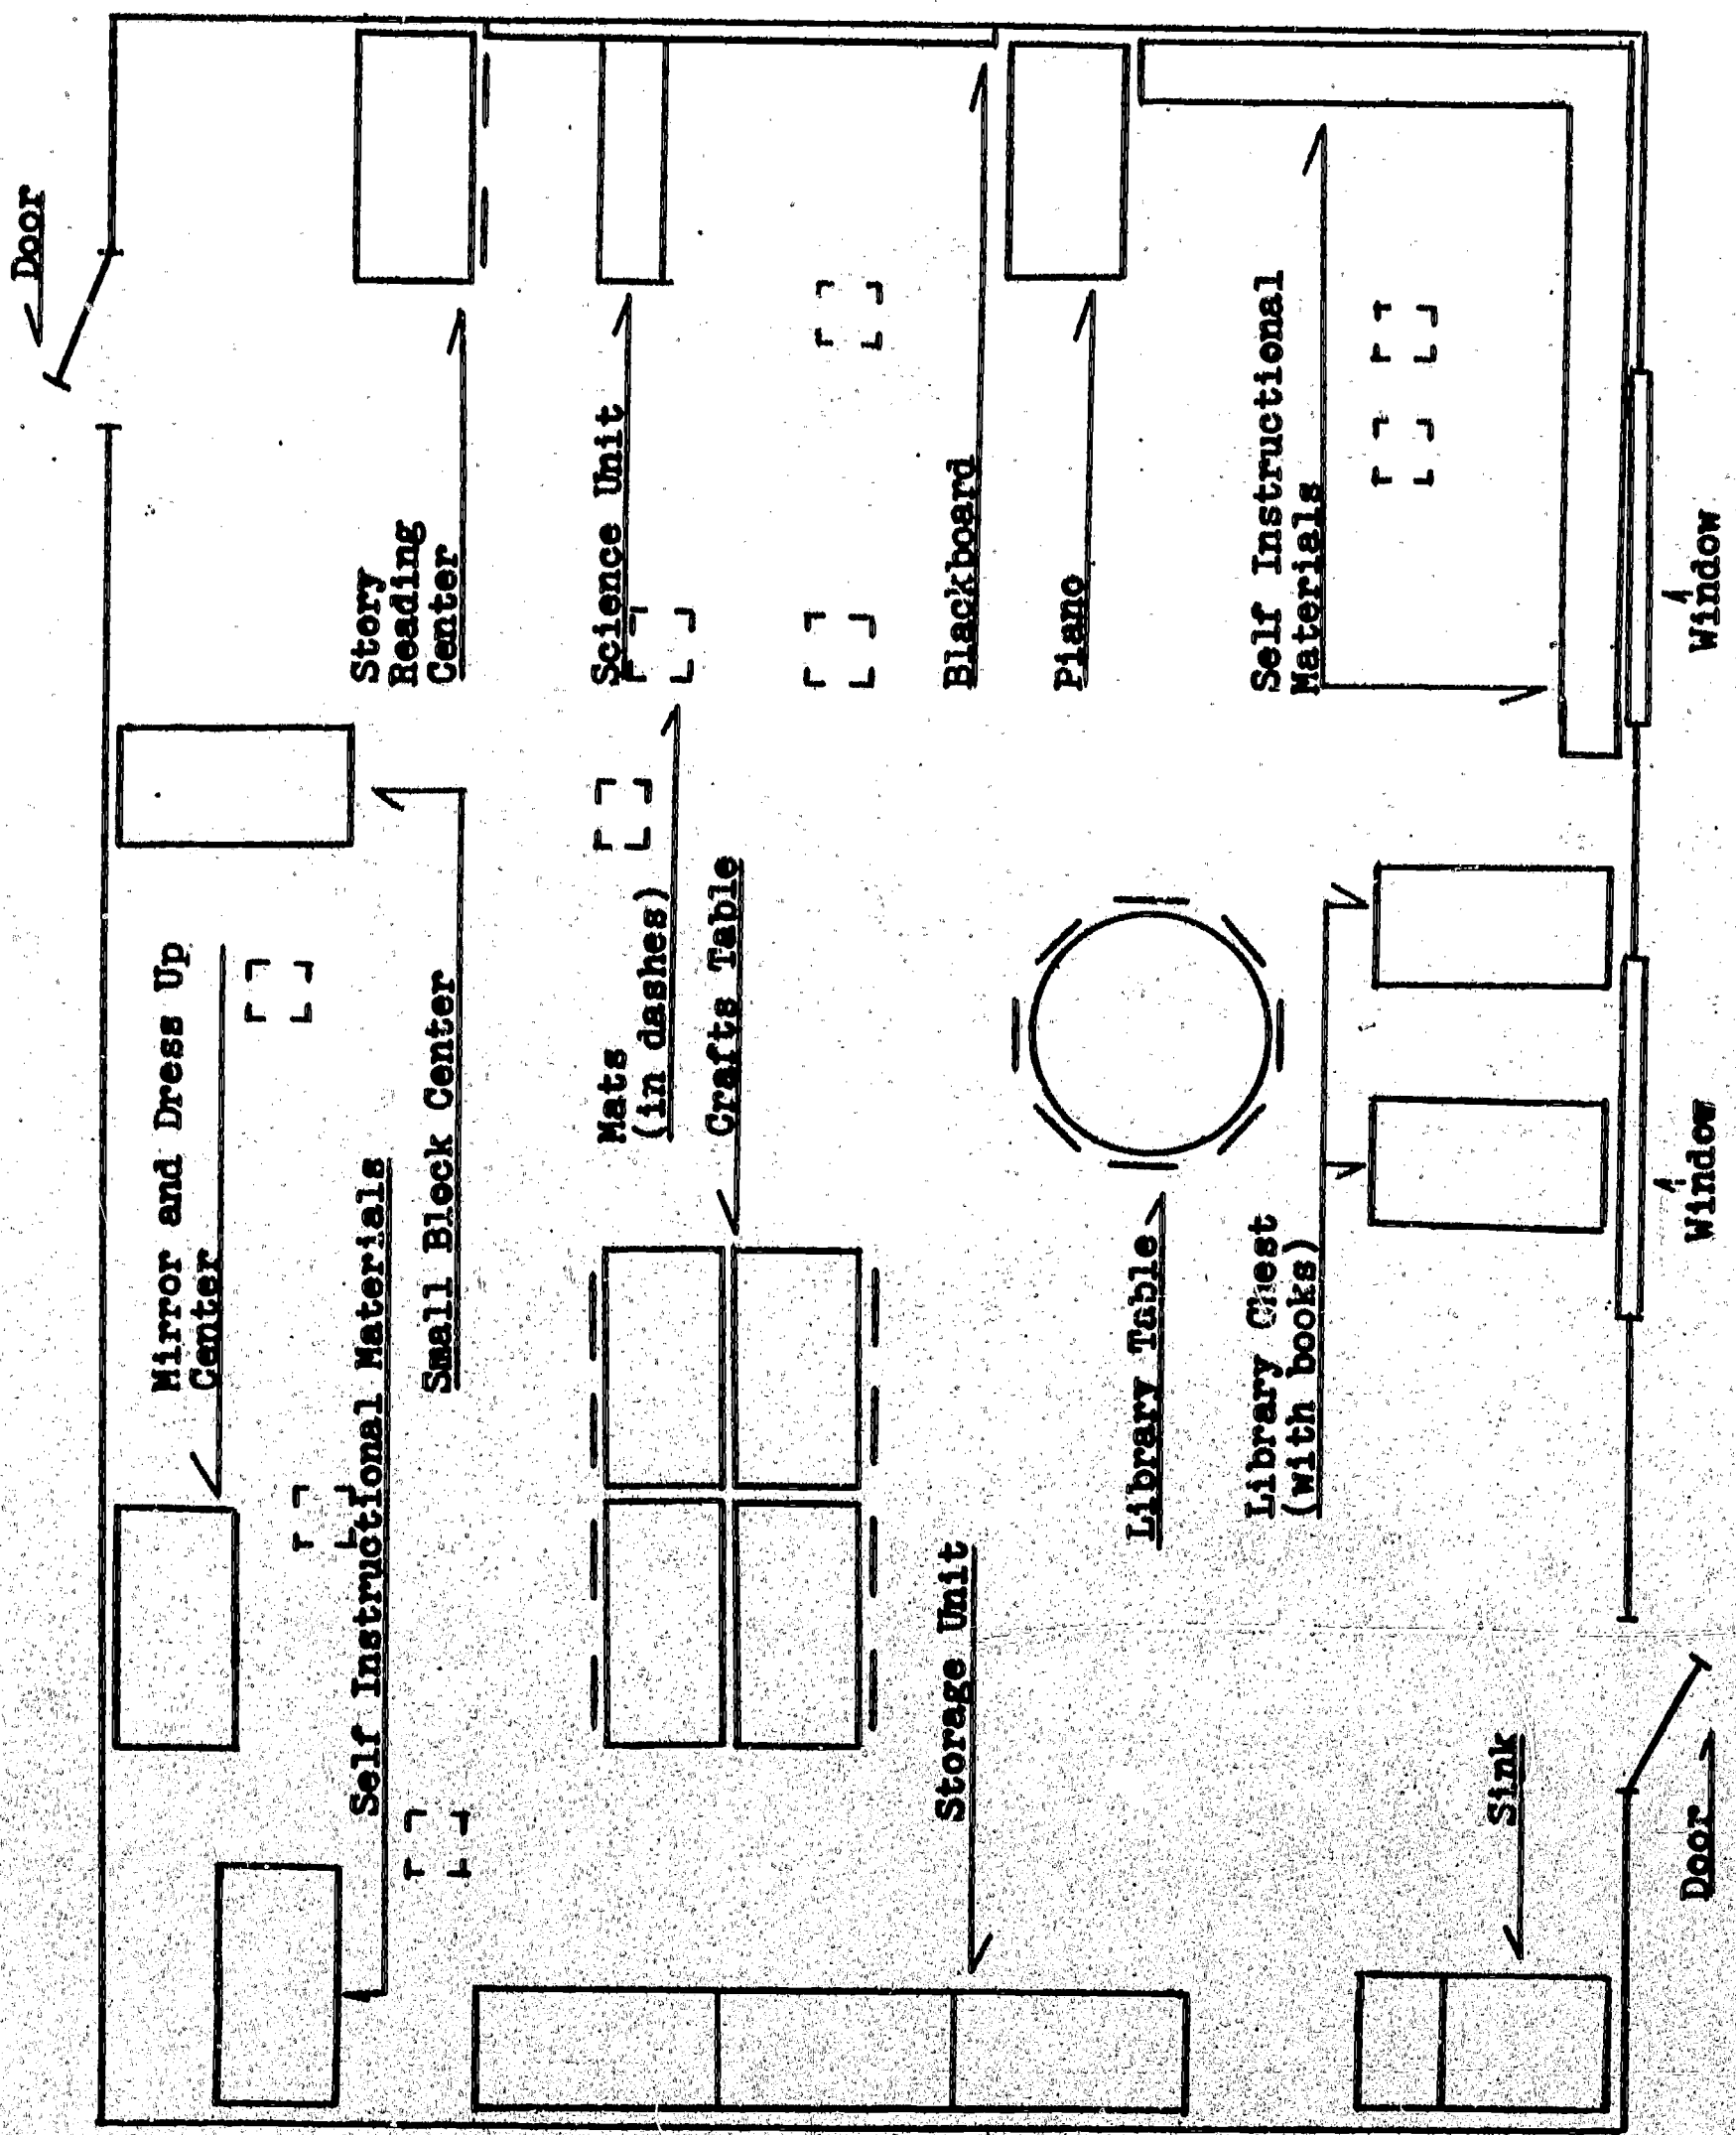 Door
Mirror and Dress Up
Center
Self Instructional Materials
Small Block Center
Story
Reading
Center
Mats
(in dashes)
Science Unit
Crafts Table
Storage Unit
Blackboard
Piano
Library Table
Library Chest
(with books)
Self Instructional
Materials
Sink
Door
Window
Window